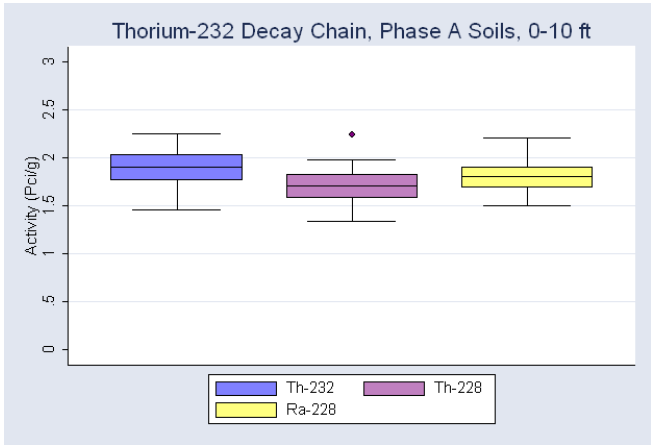 Thorium-232 Decay Chain, Phase A Soils, 0-10 ft
Activity (Pci/g)
3
2.5
2
1.5
1
.5
0
Th-232 Th-228
Ra-228